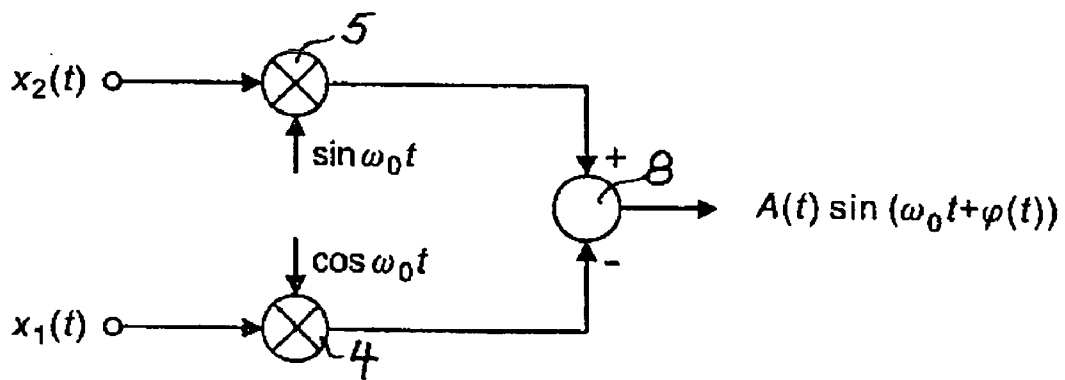 5
x₂(t)
sin ω₀t
+
8
A(t) sin (ω₀t+φ(t))
cos ω₀t
-
x₁(t)
4